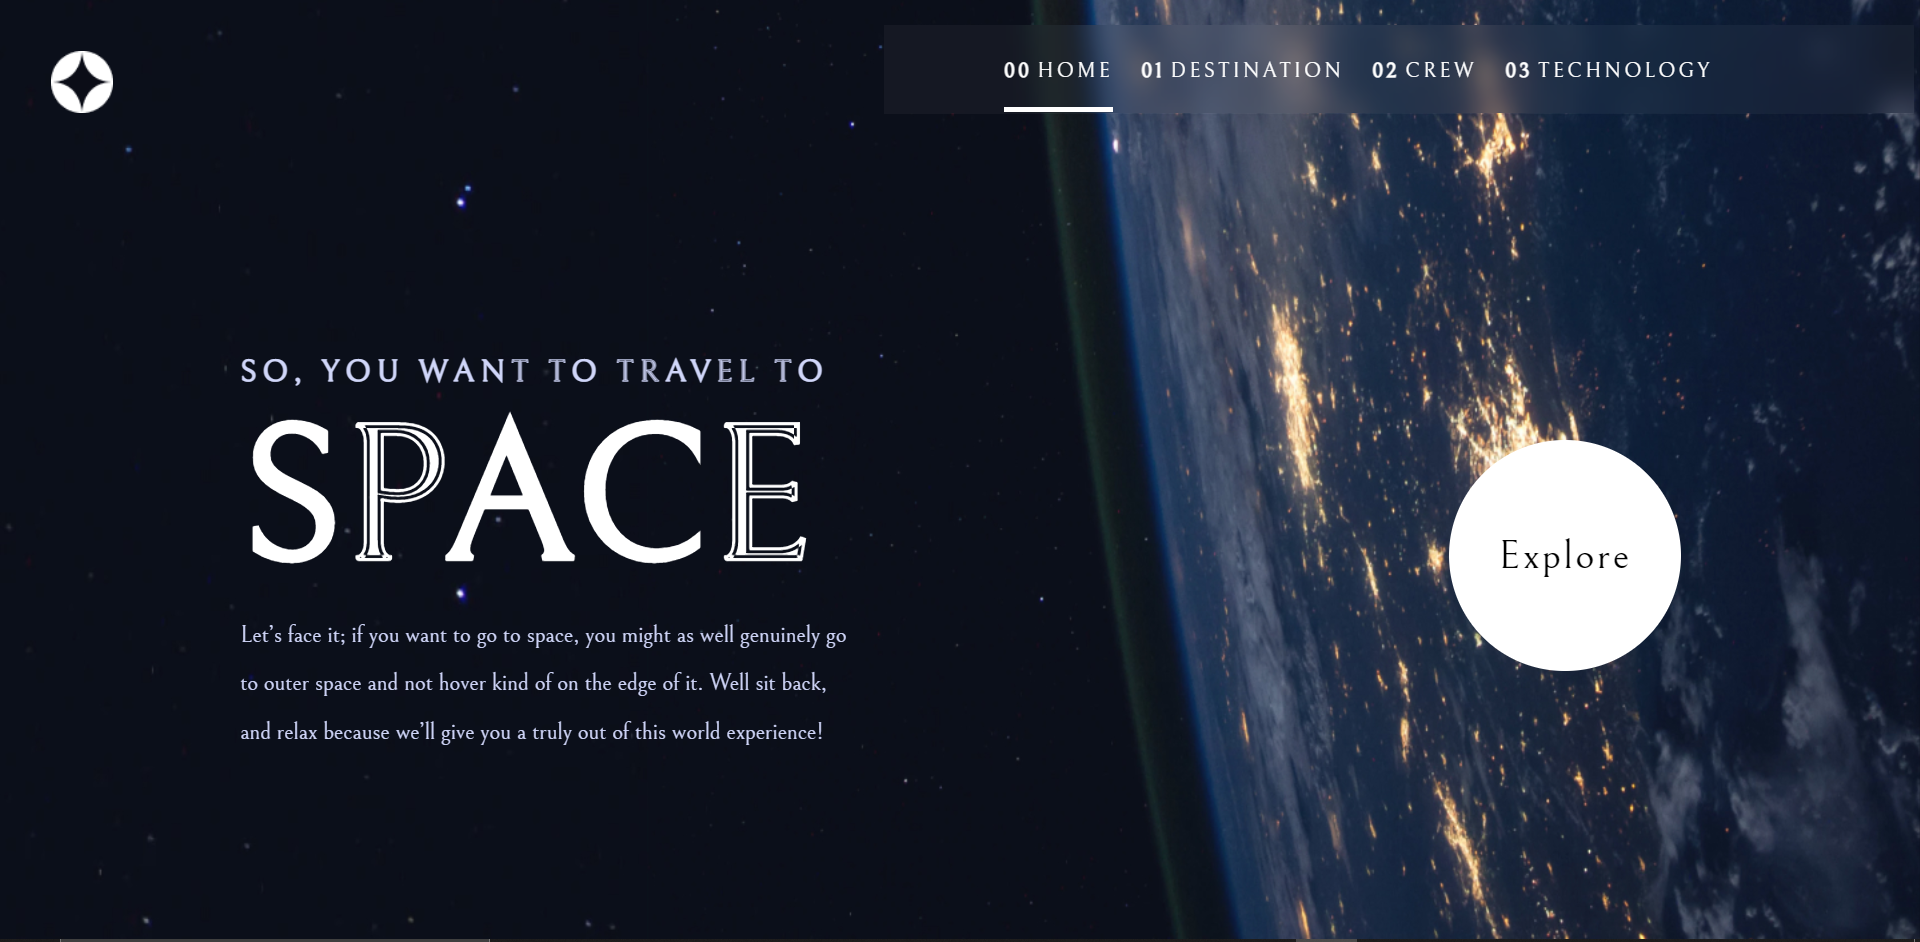 00 HOME 01 DESTINATION 02 CREW 03 TECHNOLOGY
SO, YOU WANT TO TRAVEL TO
SPACE
Let’s face it; if you want to go to space, you might as well genuinely go
to outer space and not hover kind of on the edge of it. Well sit back,
and relax because we’ll give you a truly out of this world experience!
Explore